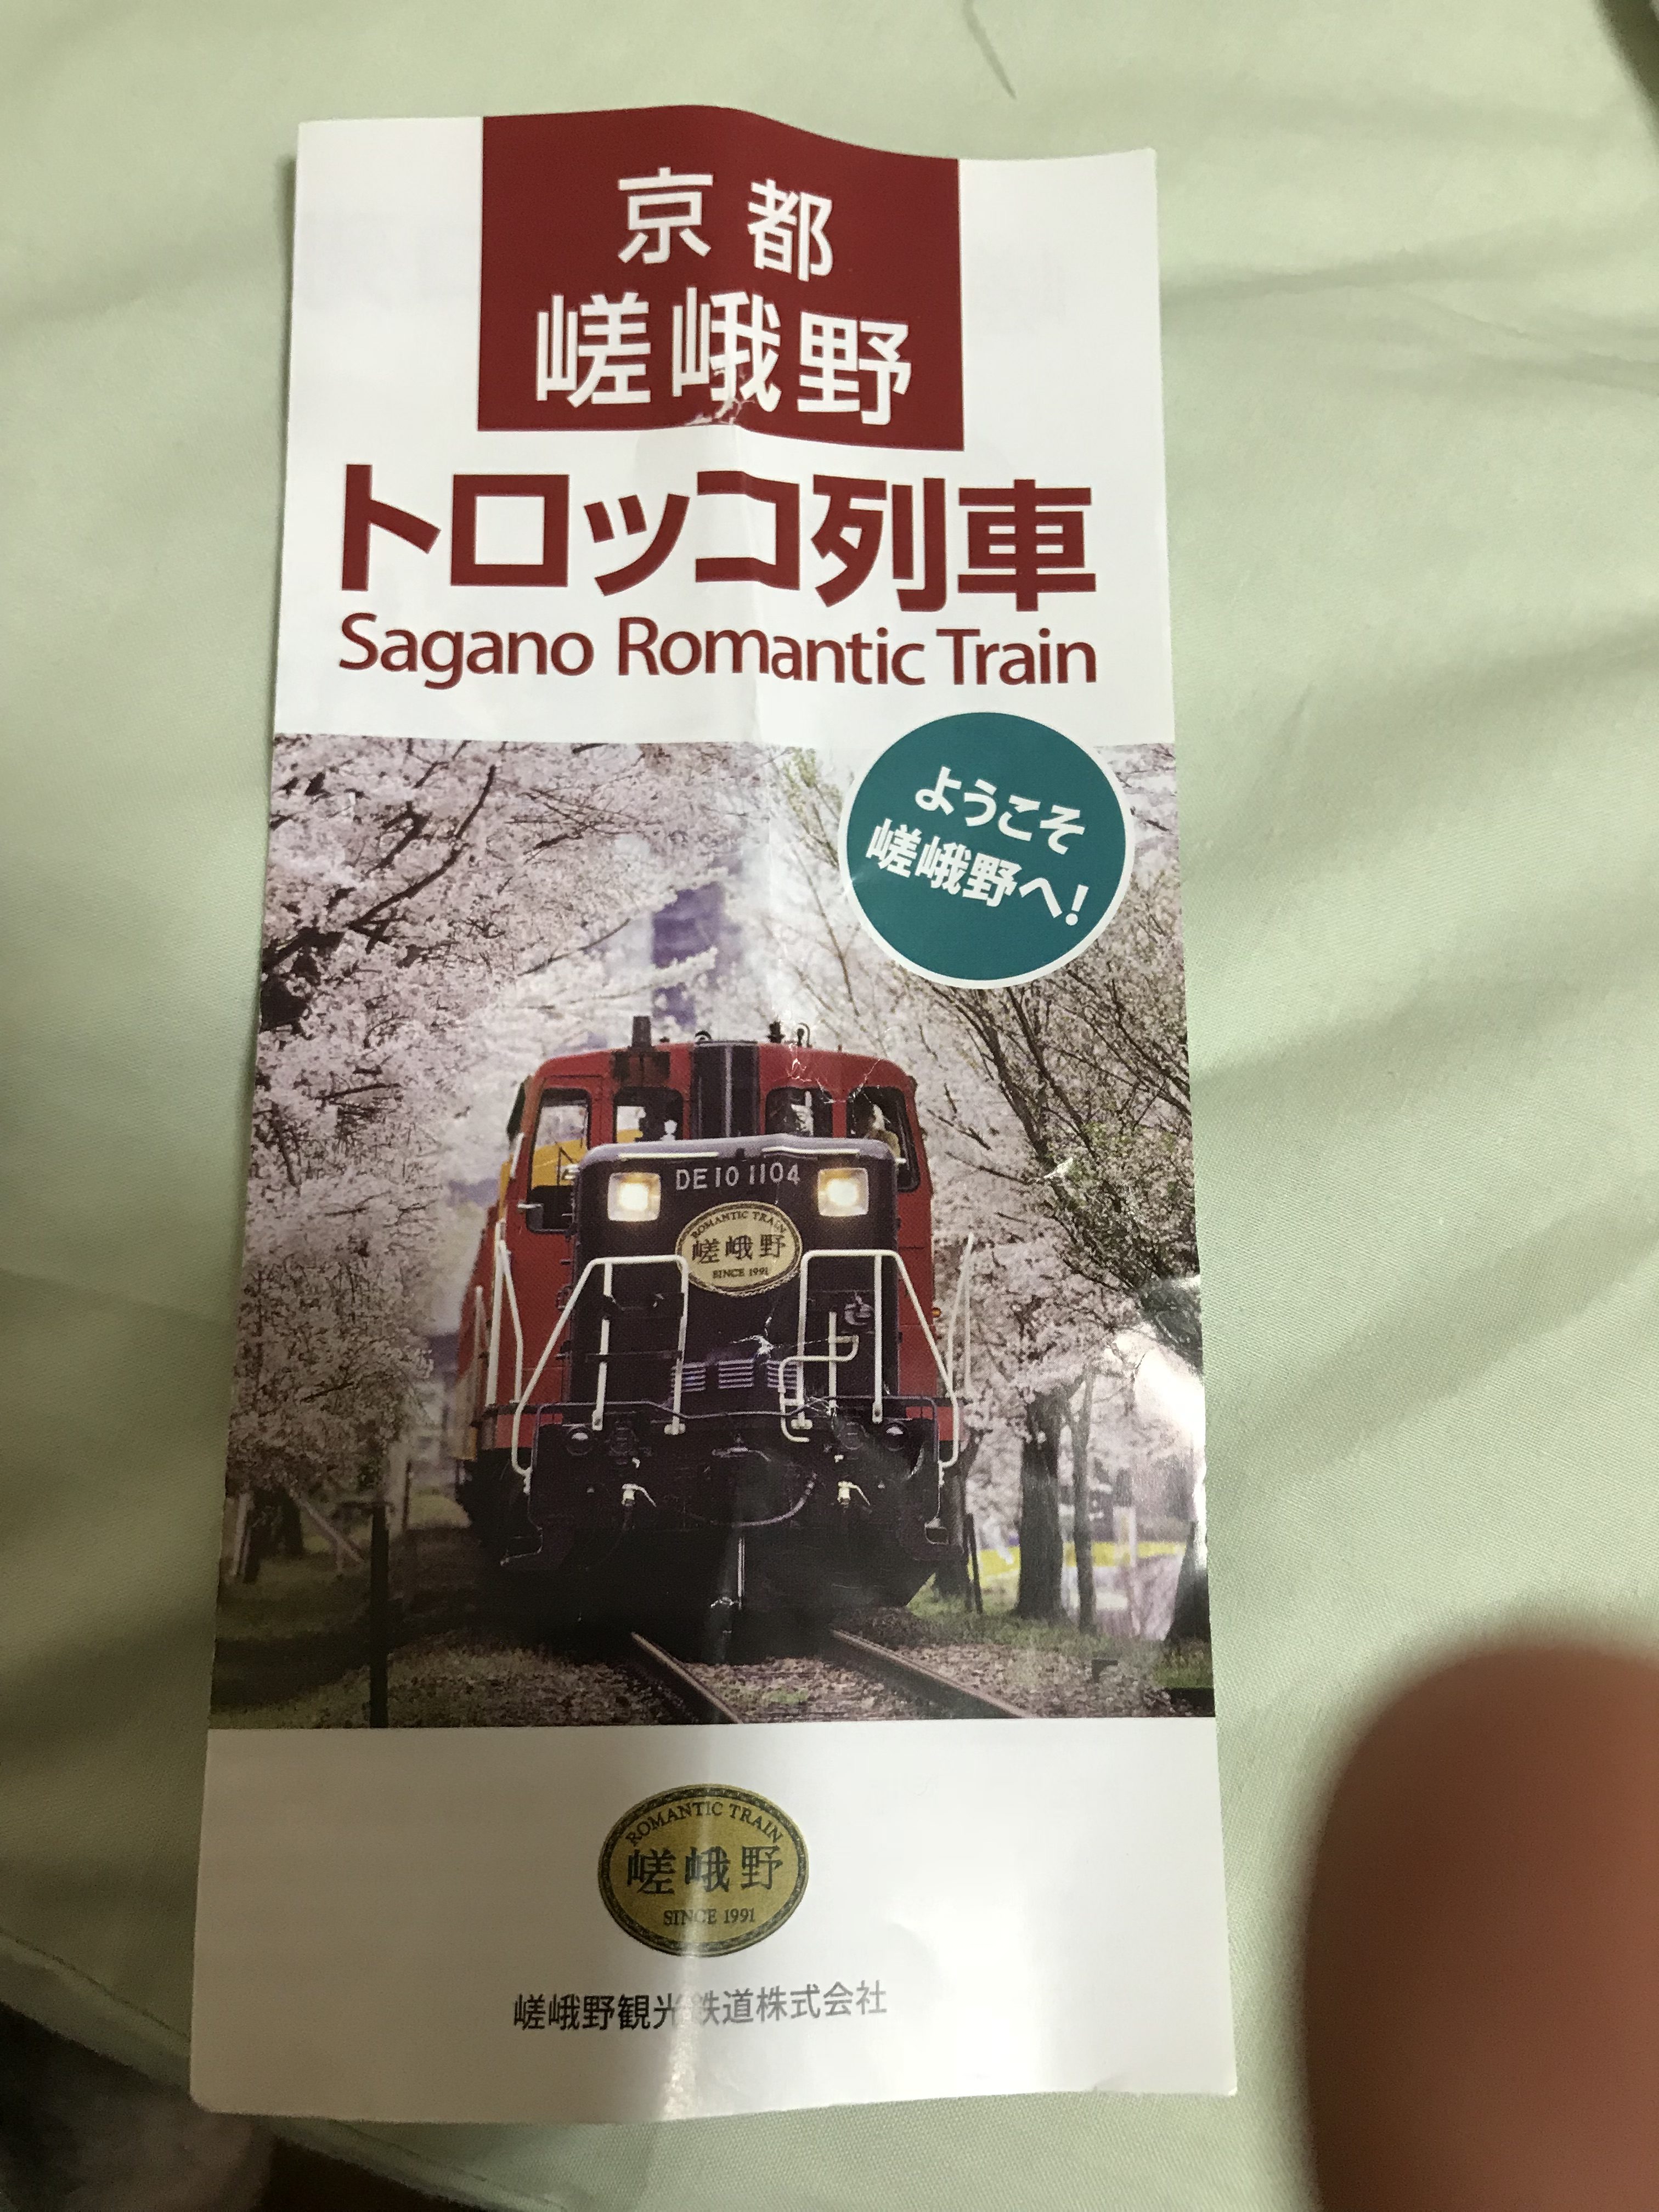 京都
嵯峨野
トロッコ列車
Sagano Romantic Train
ようこそ
嵯峨野へ!
DE10 1104
ROMANTIC TRAIN
嵯峨野
SINCE 1991
ROMANTIC TRAIN
嵯峨野
SINCE 1991
嵯峨野観光鉄道株式会社